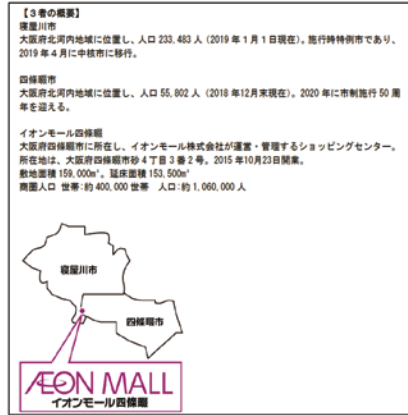 【３者の概要】
寝屋川市
大阪府北河内地域に位置し、人口 233,483 人（2019 年 1 月 1 日現在）。施行時特例市であり、
2019 年 4 月に中核市に移行。
四條畷市
大阪府北河内地域に位置し、人口 55,802 人（2018 年12月末現在）。2020 年に市制施行 50 周
年を迎える。
イオンモール四條畷
大阪府四條畷市に所在し、イオンモール株式会社が運営・管理するショッピングセンター。
所在地は、大阪府四條畷市砂 4 丁目 3 番 2 号。2015 年10月23日開業。
敷地面積 159,000㎡。延床面積 153,500㎡
商圏人口 世帯：約 400,000 世帯　人口：約 1,060,000 人
寝屋川市
四條畷市
ÆON MALL
イオンモール四條畷